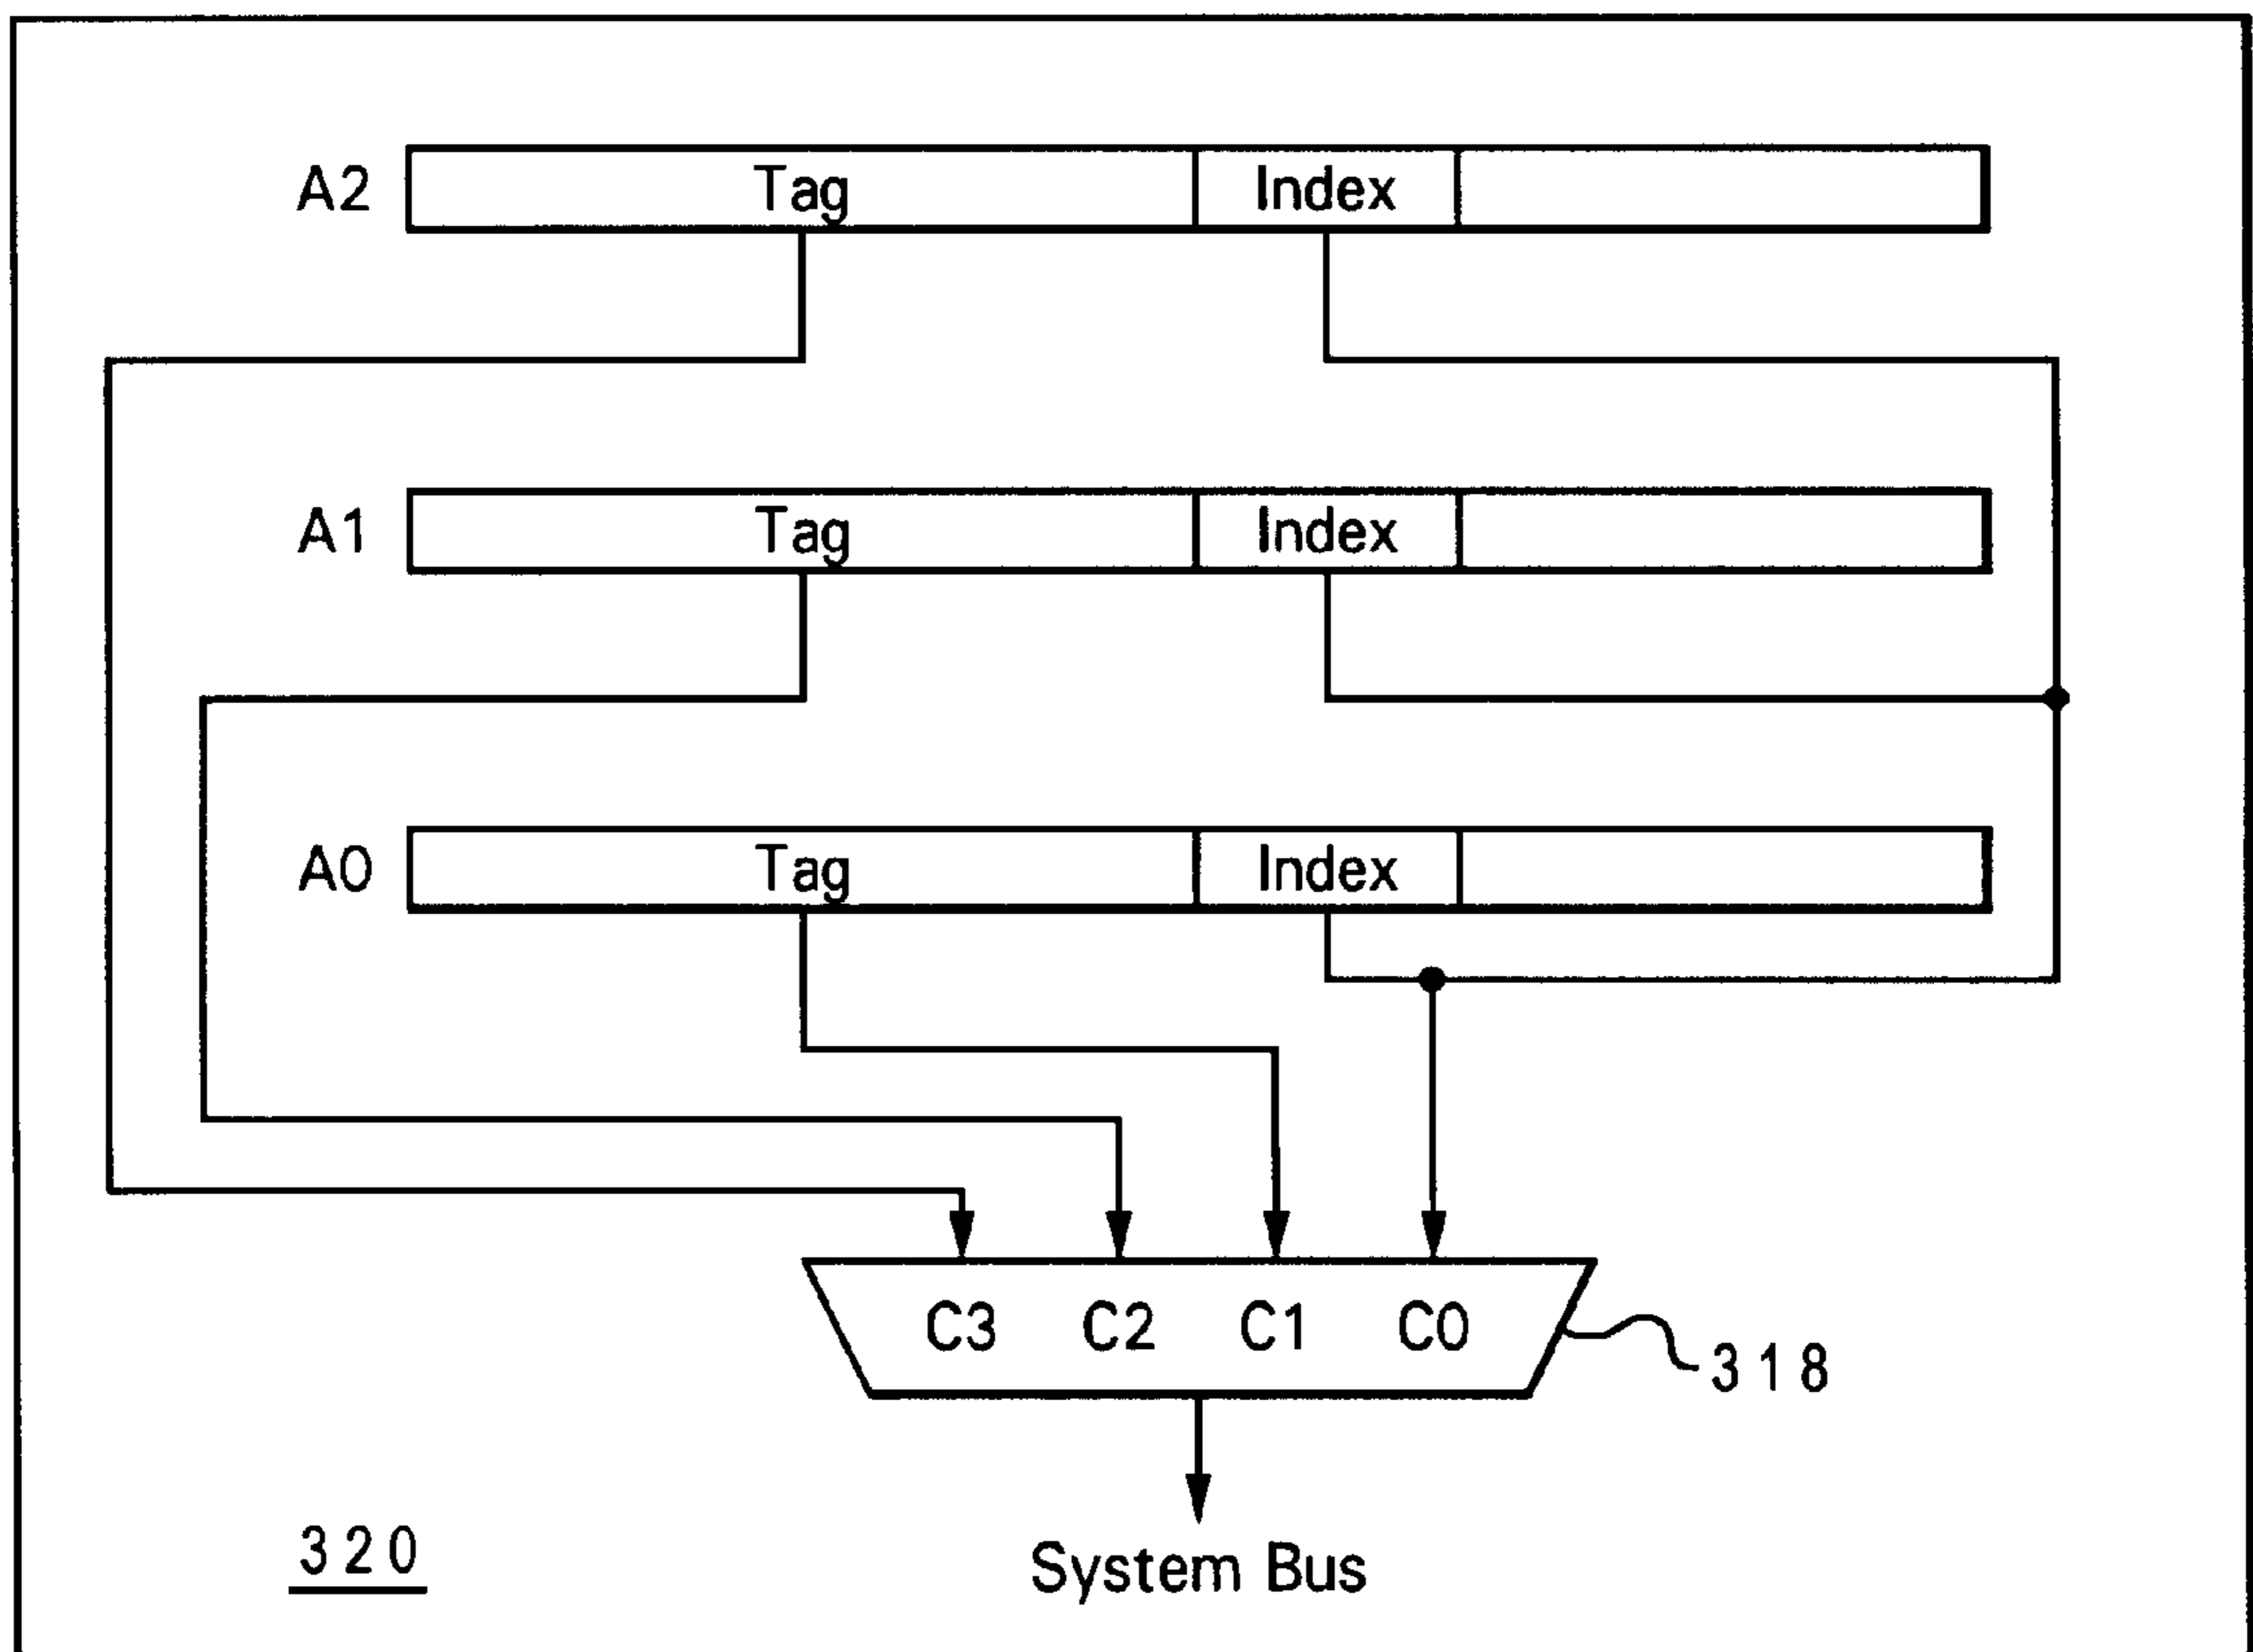 A2 Tag Index
A1 Tag Index
A0 Tag Index
C3 C2 C1 C0
318
320
System Bus